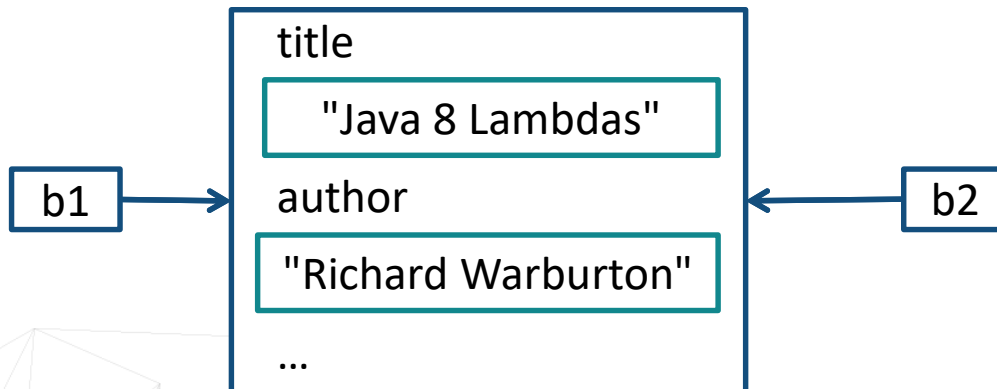 title
"Java 8 Lambdas"
b1
author
b2
"Richard Warburton"
…